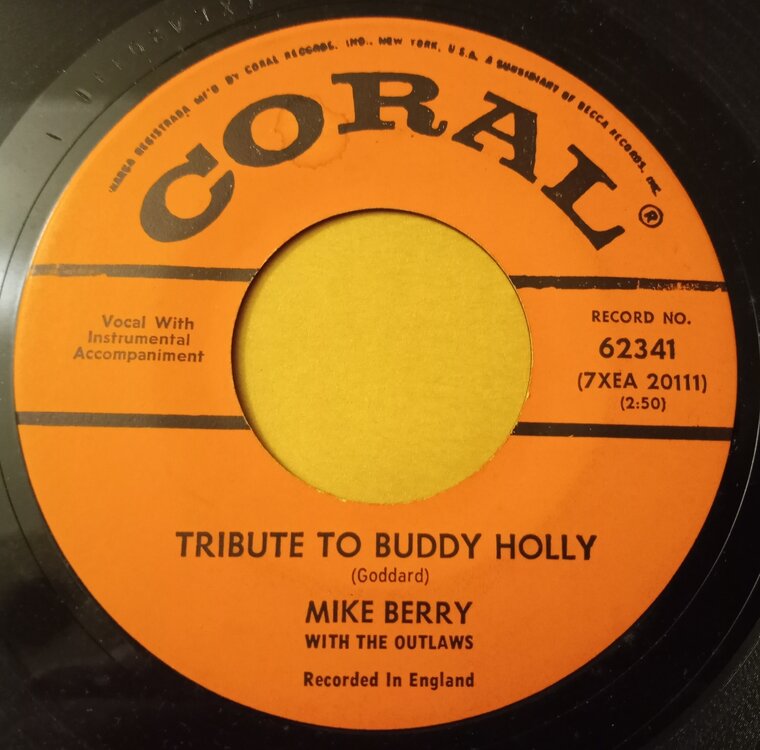 MARCA REGISTRADA MF'D BY CORAL RECORDS, INC., NEW YORK, U.S.A. A SUBSIDIARY OF DECCA RECORDS, INC.
CORAL®
Vocal With
Instrumental
Accompaniment
RECORD NO.
62341
(7XEA 20111)
(2:50)
TRIBUTE TO BUDDY HOLLY
(Goddard)
MIKE BERRY
WITH THE OUTLAWS
Recorded In England